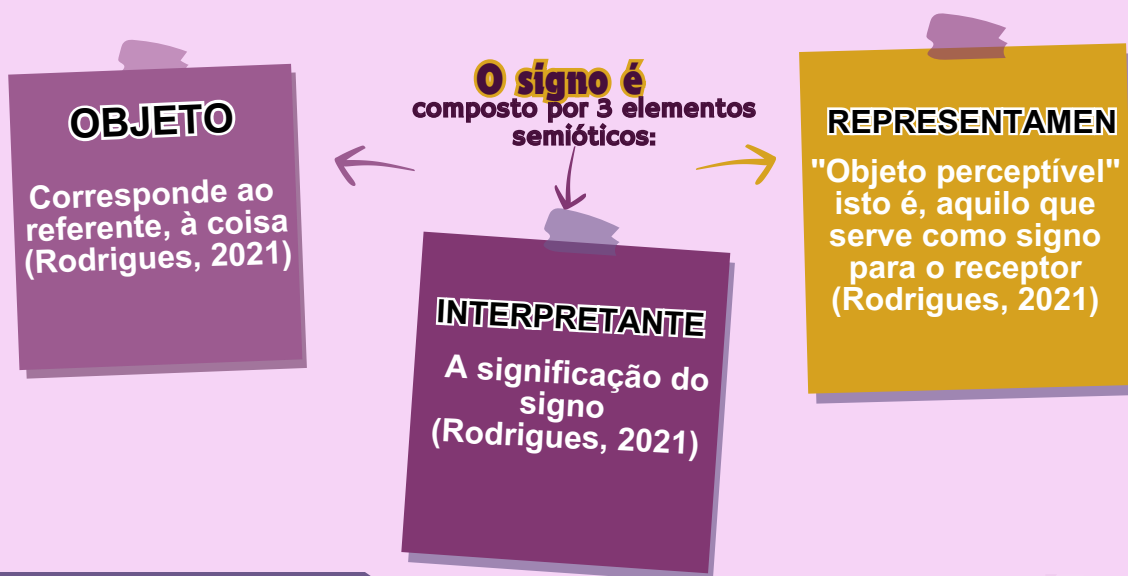 O signo é
composto por 3 elementos
semióticos:
OBJETO
Corresponde ao
referente, à coisa
(Rodrigues, 2021)
INTERPRETANTE
A significação do
signo
(Rodrigues, 2021)
REPRESENTAMEN
"Objeto perceptível"
isto é, aquilo que
serve como signo
para o receptor
(Rodrigues, 2021)